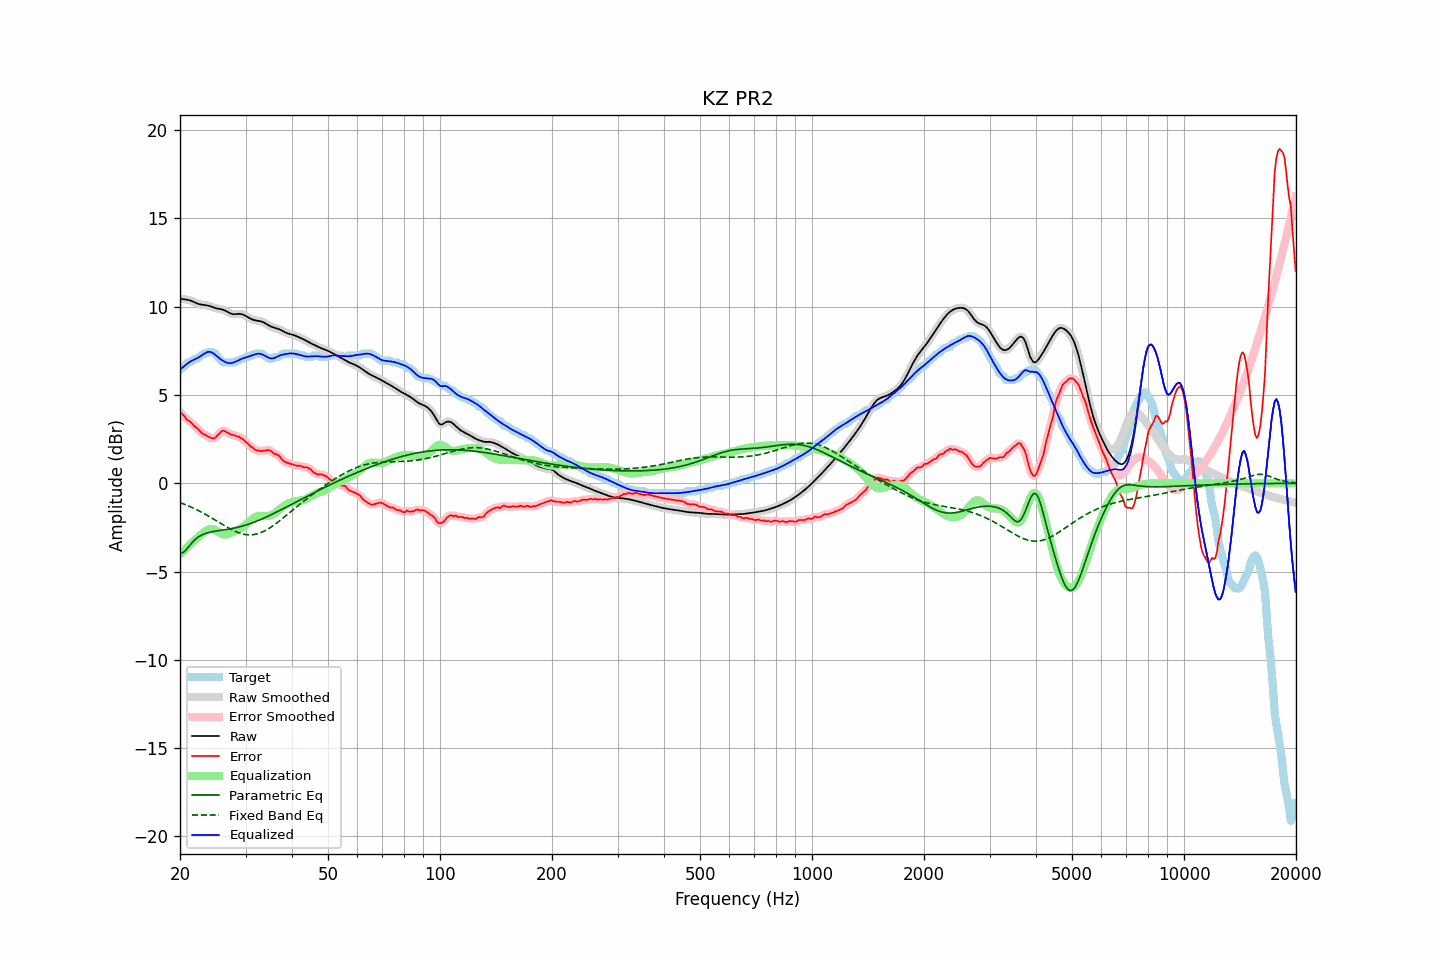 KZ PR2
Amplitude (dBr)
20
15
10
5
0
−5
−10
−15
−20
Target
Raw Smoothed
Error Smoothed
Raw
Error
Equalization
Parametric Eq
Fixed Band Eq
Equalized
20 50 100 200 500 1000 2000 5000 10000 20000
Frequency (Hz)